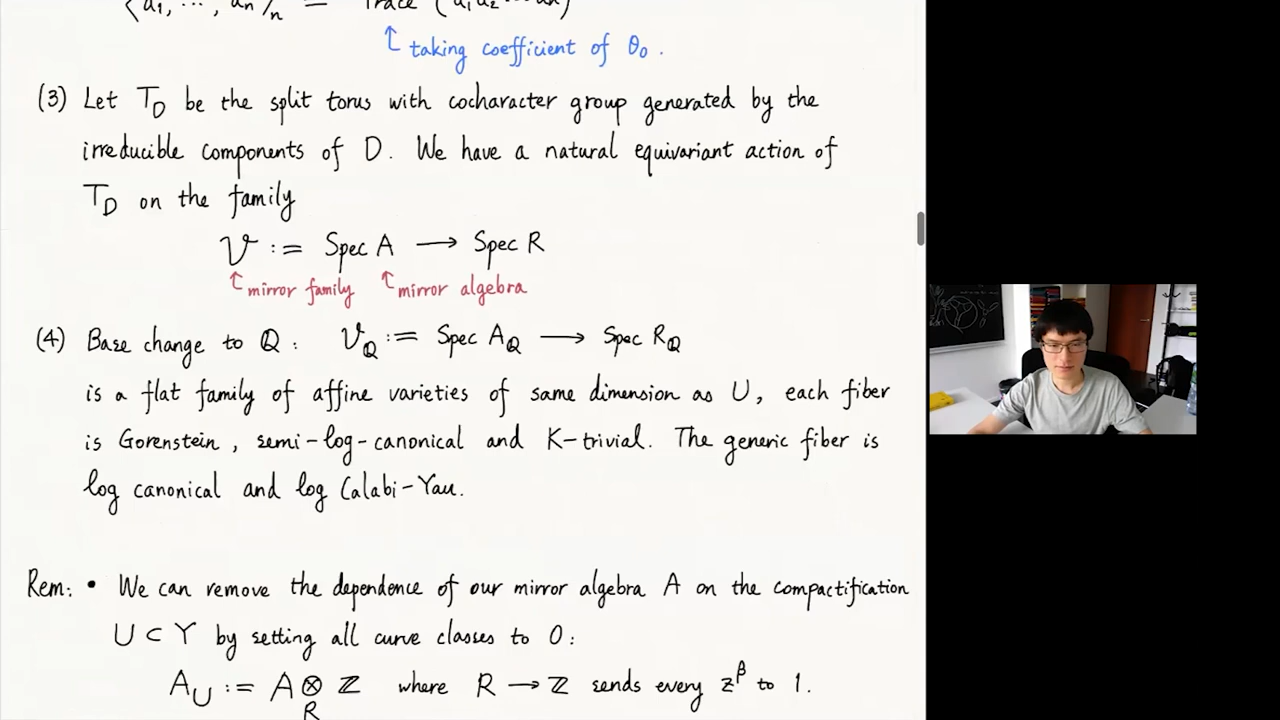 ⟨a₁, ⋯, aₙ⟩ₙ = Trace (a₁a₂⋯aₙ)
↑ taking coefficient of θ₀.
(3) Let T_D be the split torus with cocharacter group generated by the
irreducible components of D. We have a natural equivariant action of
T_D on the family
𝒱 := Spec A ⟶ Spec R
↑ mirror family ↑ mirror algebra
(4) Base change to ℚ: 𝒱_ℚ := Spec A_ℚ ⟶ Spec R_ℚ
is a flat family of affine varieties of same dimension as U, each fiber
is Gorenstein, semi-log-canonical and K-trivial. The generic fiber is
log canonical and log Calabi-Yau.
Rem: • We can remove the dependence of our mirror algebra A on the compactification
U ⊂ Y by setting all curve classes to 0:
A_U := A ⊗_R ℤ where R ⟶ ℤ sends every z^β to 1.